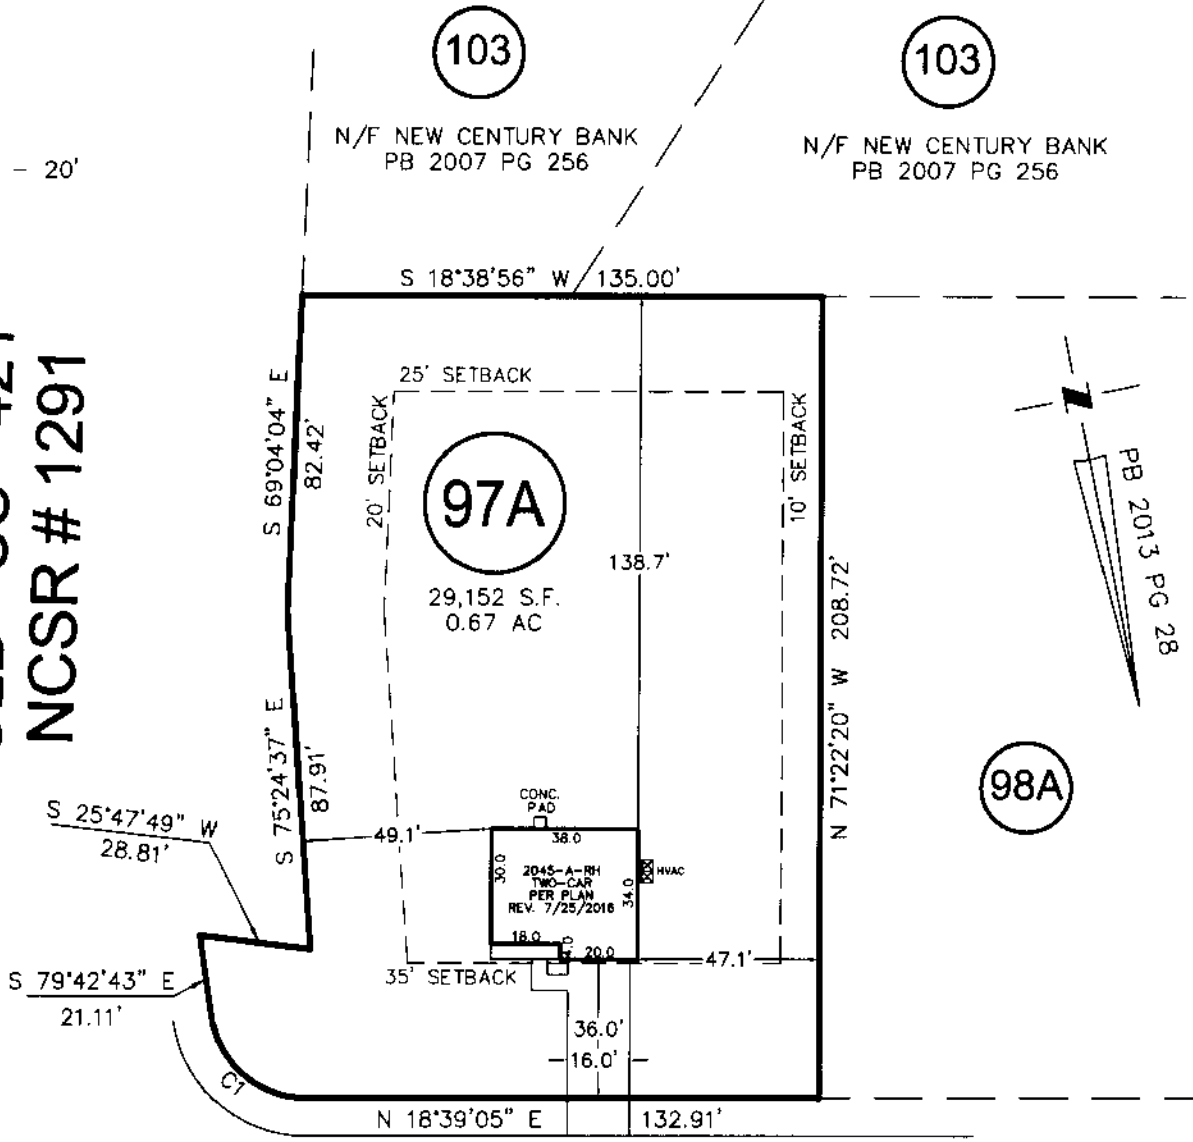 103
103
N/F NEW CENTURY BANK
PB 2007 PG 256
N/F NEW CENTURY BANK
PB 2007 PG 256
- 20'
S 18°38'56" W 135.00'
NCSR # 1291
25' SETBACK
20' SETBACK
10' SETBACK
S 69°04'04" E
82.42'
97A
29,152 S.F.
0.67 AC
138.7'
N 71°22'20" W 208.72'
PB 2013 PG 28
98A
S 75°24'37" E
87.91'
S 25°47'49" W
28.81'
CONC.
PAD
49.1'
38.0
30.0
2045-A-RH
TWO-CAR
PER PLAN
REV. 7/25/2016
34.0
HVAC
18.0
20.0
47.1'
35' SETBACK
S 79°42'43" E
21.11'
36.0'
16.0'
C1
N 18°39'05" E 132.91'